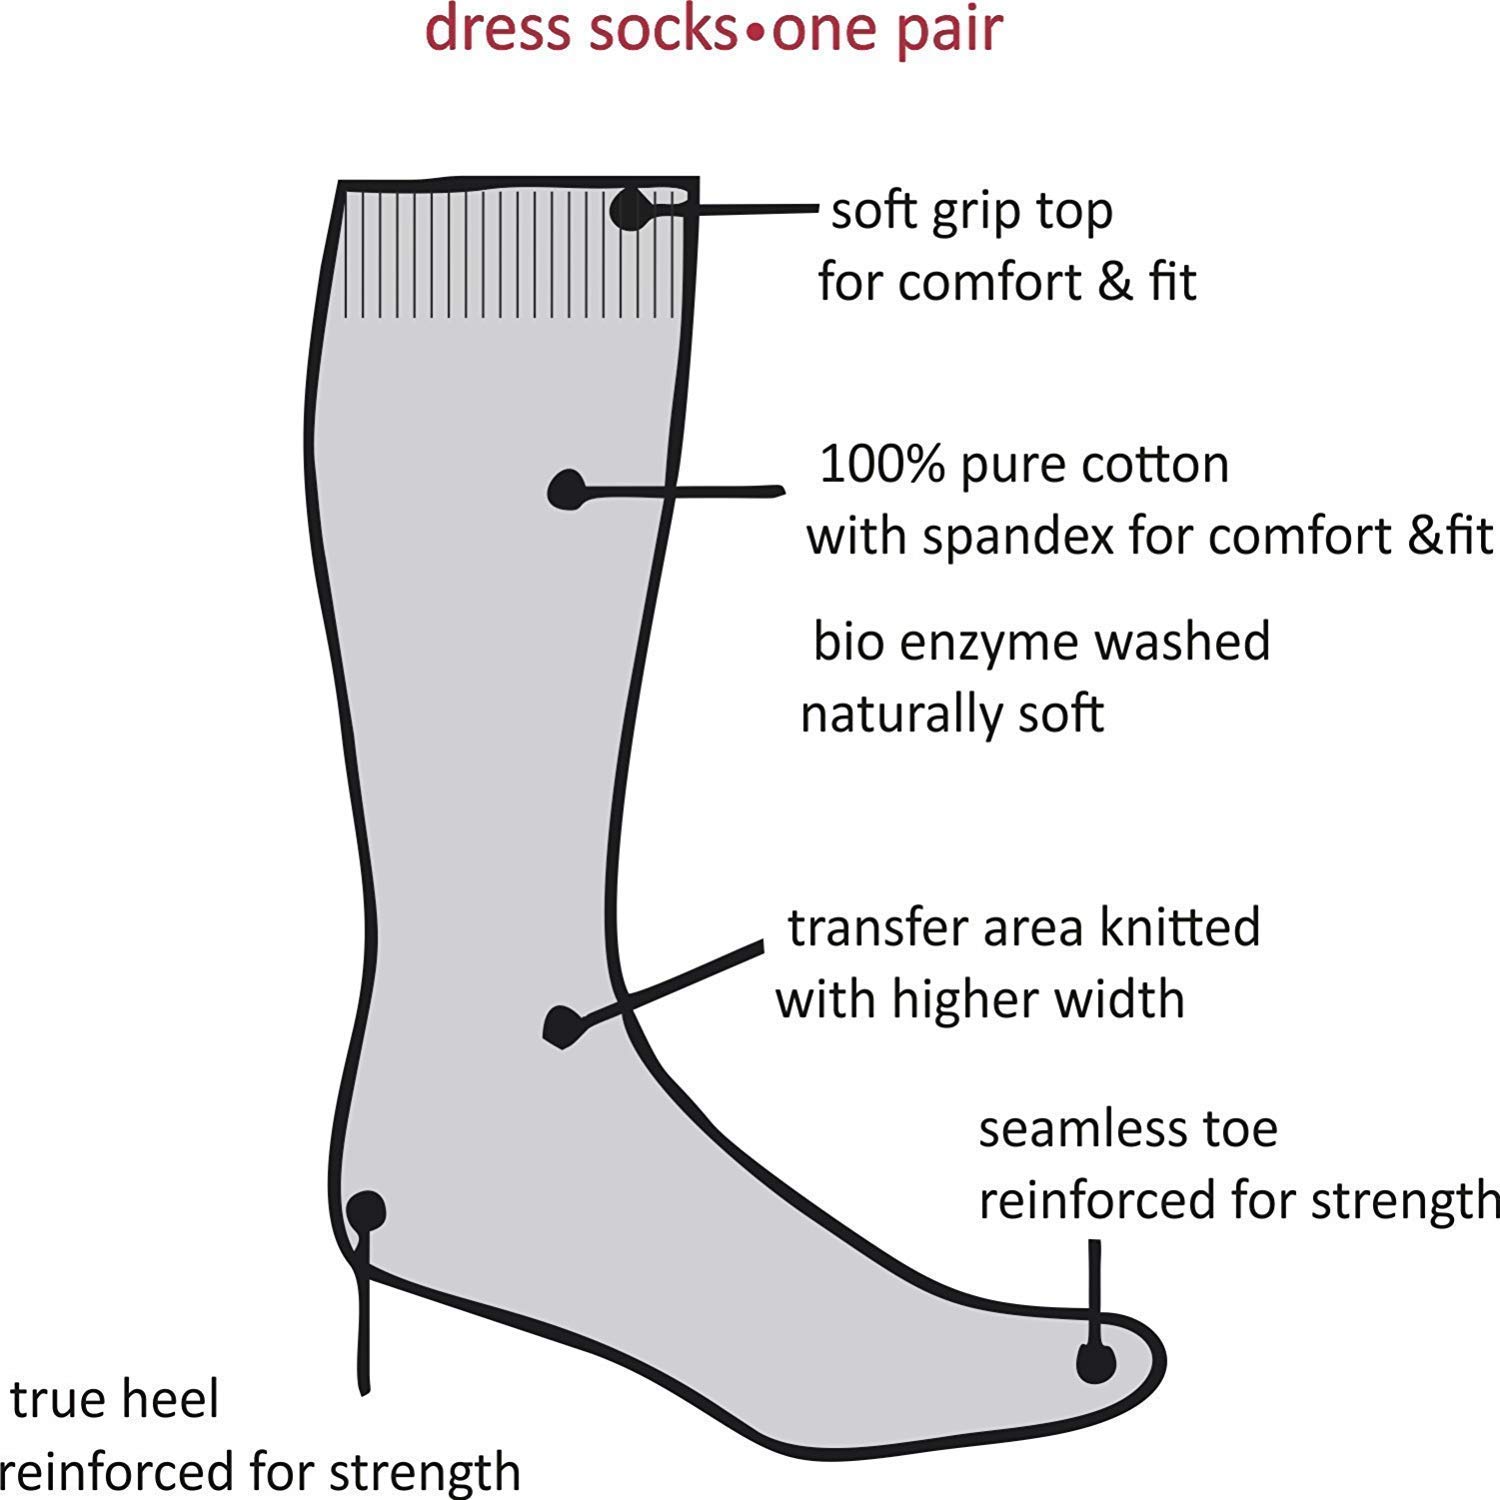 dress socks•one pair
soft grip top
for comfort & fit
100% pure cotton
with spandex for comfort &fit
bio enzyme washed
naturally soft
transfer area knitted
with higher width
seamless toe
reinforced for strength
true heel
reinforced for strength